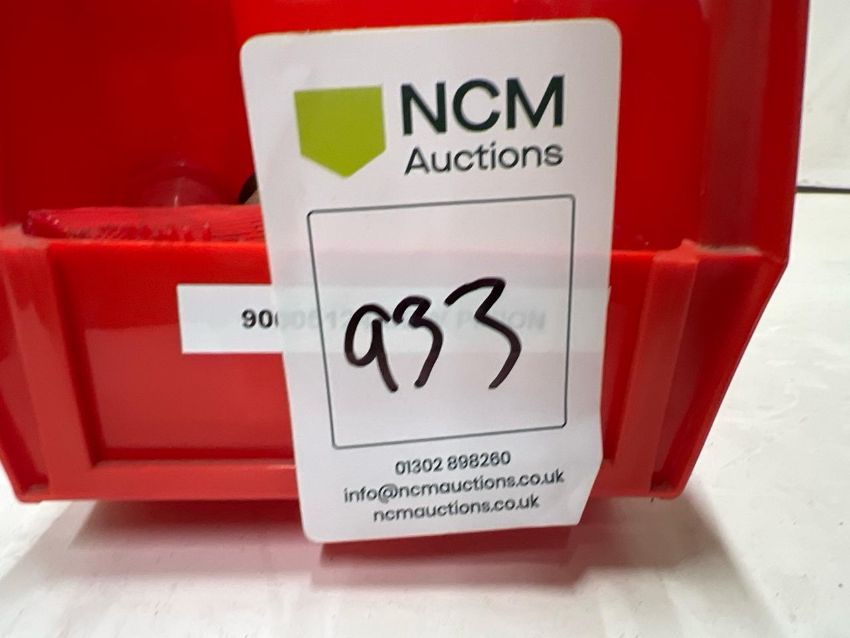 NCM
Auctions
933
01302 898260
info@ncmauctions.co.uk
ncmauctions.co.uk